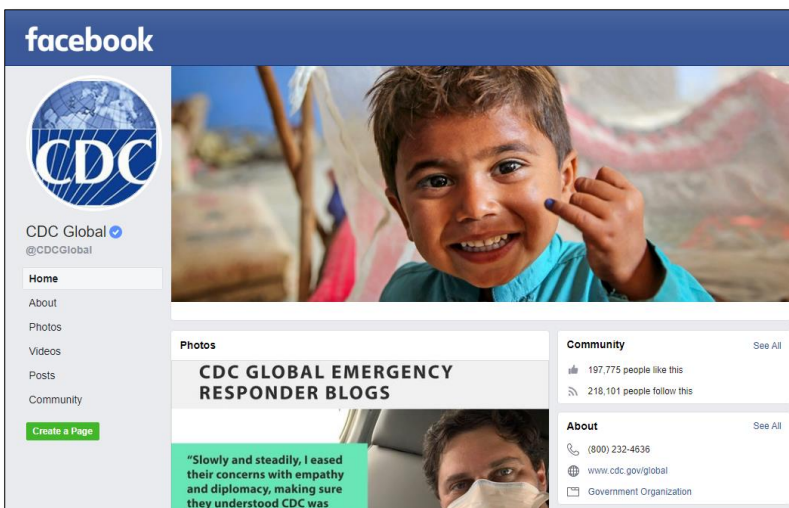 facebook
CDC
CDC Global
@CDCGlobal
Home
About
Photos
Videos
Posts
Community
Create a Page
Photos
CDC GLOBAL EMERGENCY
RESPONDER BLOGS
"Slowly and steadily, I eased
their concerns with empathy
and diplomacy, making sure
they understood CDC was
Community
See All
197,775 people like this
218,101 people follow this
About
See All
(800) 232-4636
www.cdc.gov/global
Government Organization